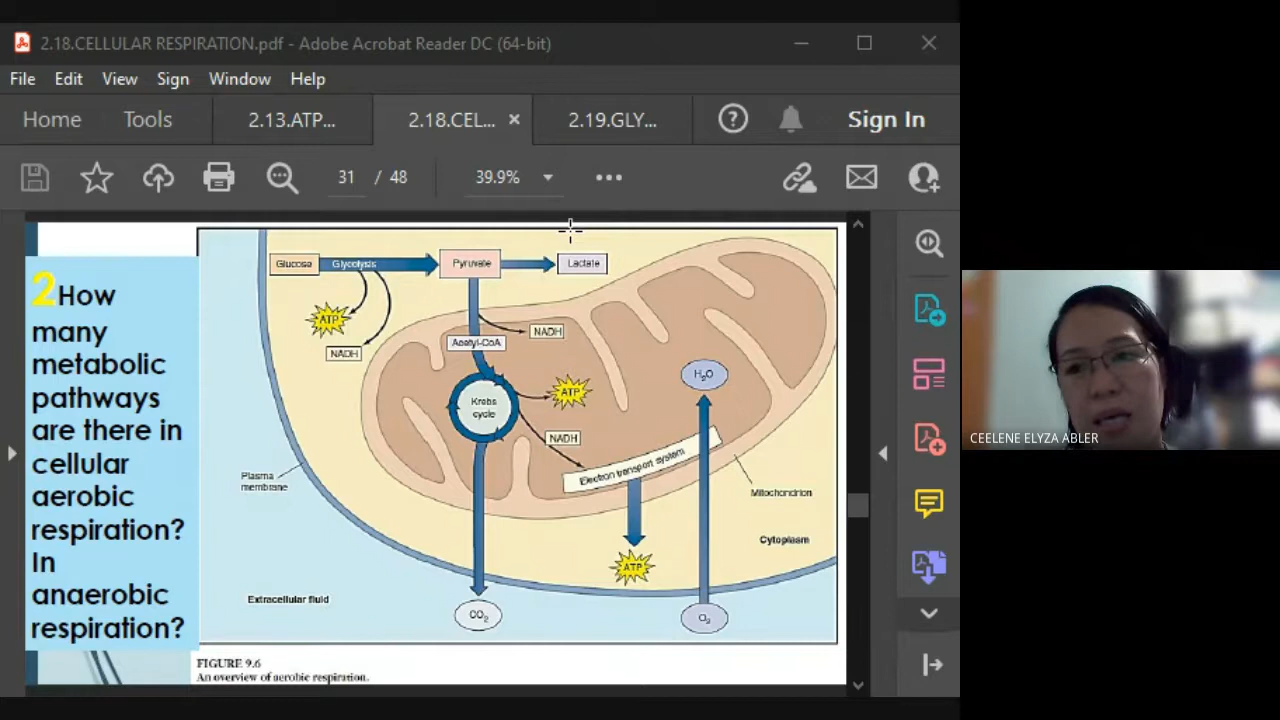 2.18.CELLULAR RESPIRATION.pdf - Adobe Acrobat Reader DC (64-bit)
File Edit View Sign Window Help
Home Tools 2.13.ATP... 2.18.CEL... 2.19.GLY... Sign In
31 / 48 39.9%
2How
many
metabolic
pathways
are there in
cellular
aerobic
respiration?
In
anaerobic
respiration?
Glucose Glycolysis Pyruvate Lactate
ATP
NADH
NADH
Acetyl-CoA
H2O
ATP
Krebs
cycle
NADH
Electron transport system
Plasma
membrane
Mitochondrion
Cytoplasm
ATP
Extracellular fluid
CO2
O2
FIGURE 9.6
An overview of aerobic respiration.
CEELENE ELYZA ABLER